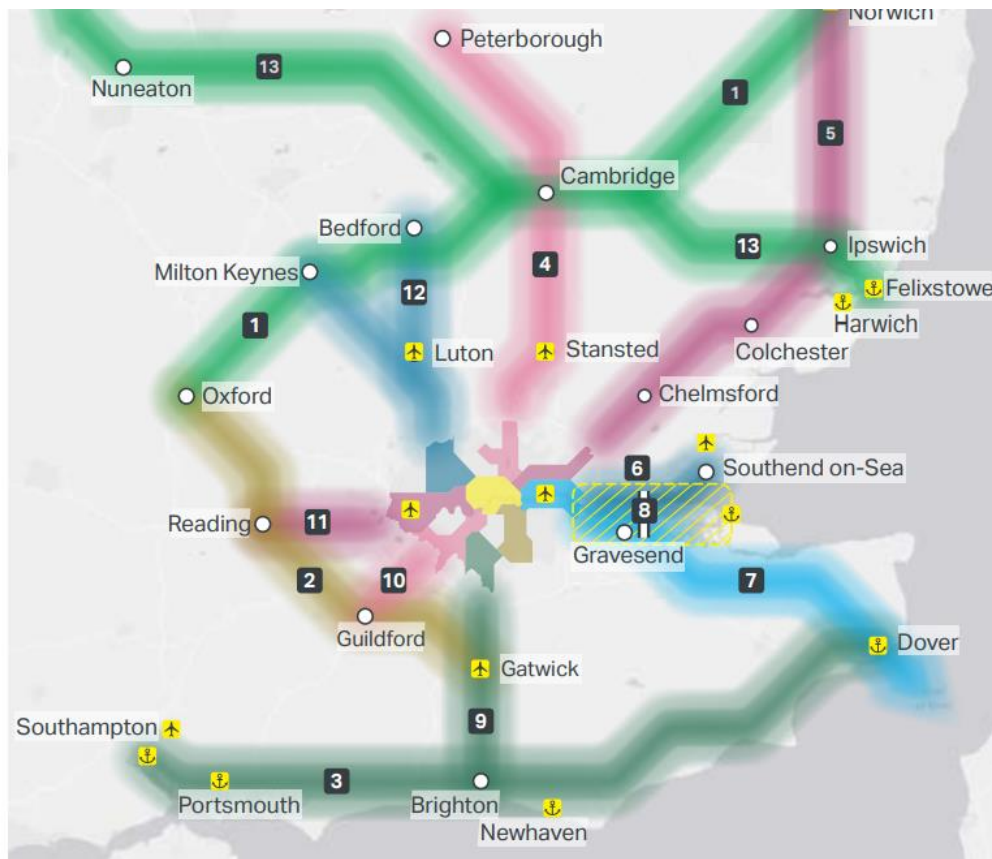 Norwich
Peterborough
13
Nuneaton
1
5
Cambridge
Bedford
13
Ipswich
Milton Keynes
4
12
Felixstowe
Harwich
1
Luton
Stansted
Colchester
Oxford
Chelmsford
6
Southend on-Sea
8
Reading
11
Gravesend
2
10
7
Guildford
Dover
Gatwick
Southampton
9
3
Portsmouth
Brighton
Newhaven